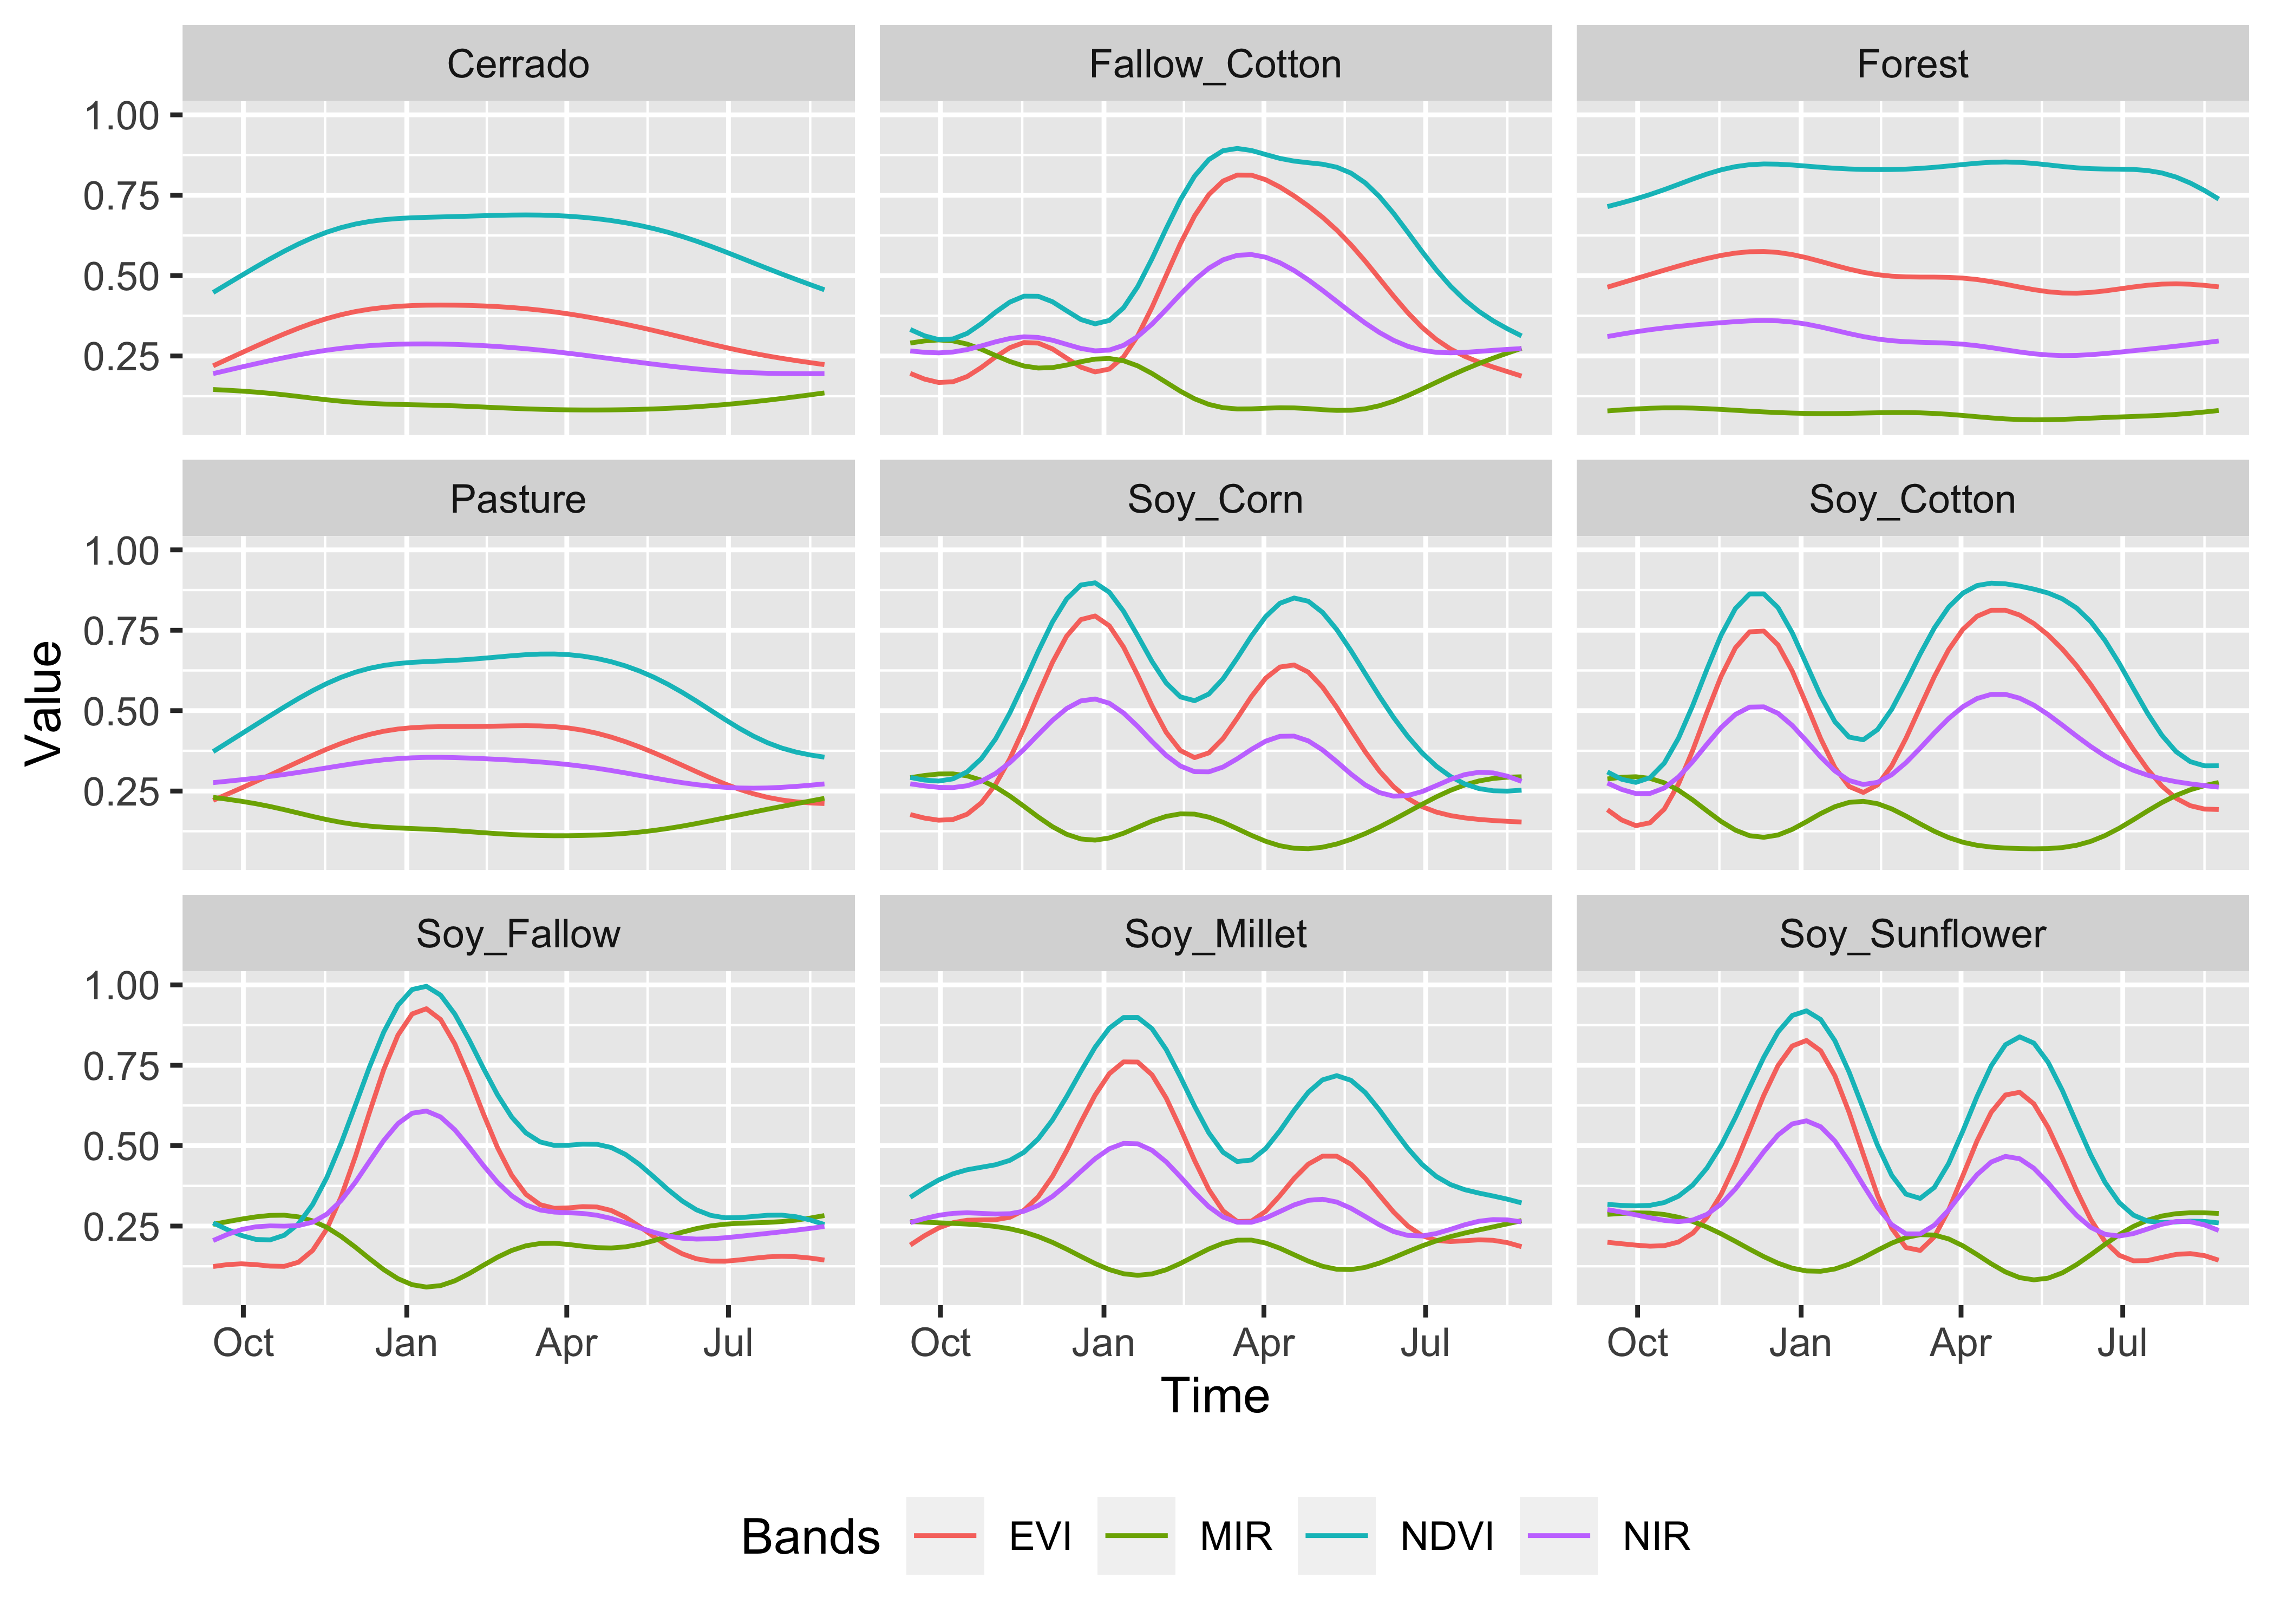 Cerrado Fallow_Cotton Forest
1.00
0.75
0.50
0.25
Pasture Soy_Corn Soy_Cotton
1.00
0.75
0.50
0.25
Value
Soy_Fallow Soy_Millet Soy_Sunflower
1.00
0.75
0.50
0.25
Oct Jan Apr Jul Oct Jan Apr Jul Oct Jan Apr Jul
Time
Bands EVI MIR NDVI NIR